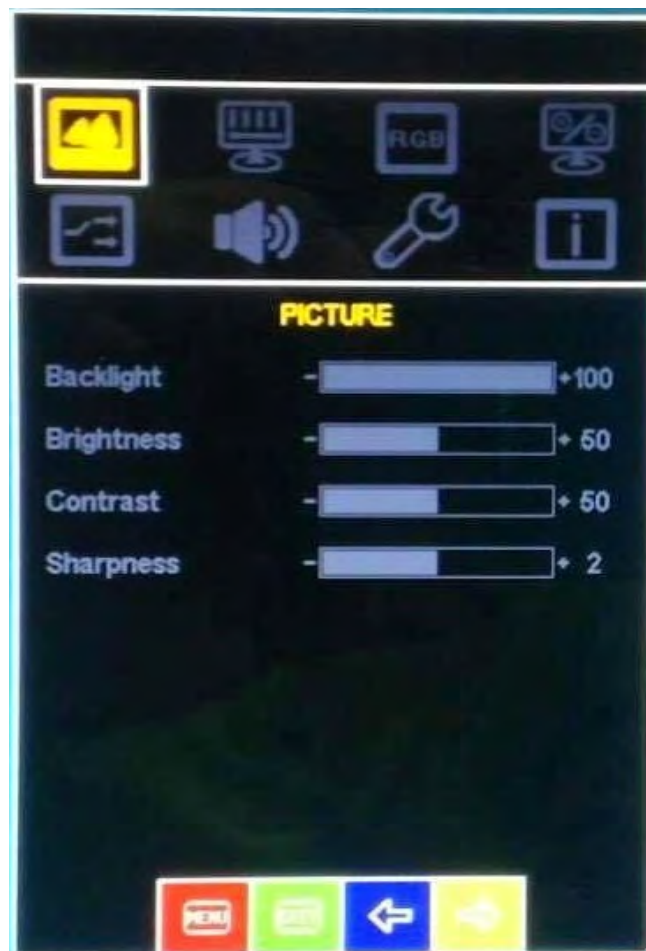 RGB
PICTURE
Backlight - + 100
Brightness - + 50
Contrast - + 50
Sharpness - + 2
MENU